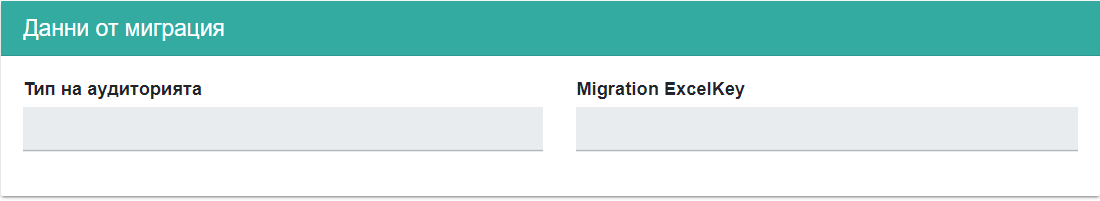 Данни от миграция
Тип на аудиторията
Migration ExcelKey